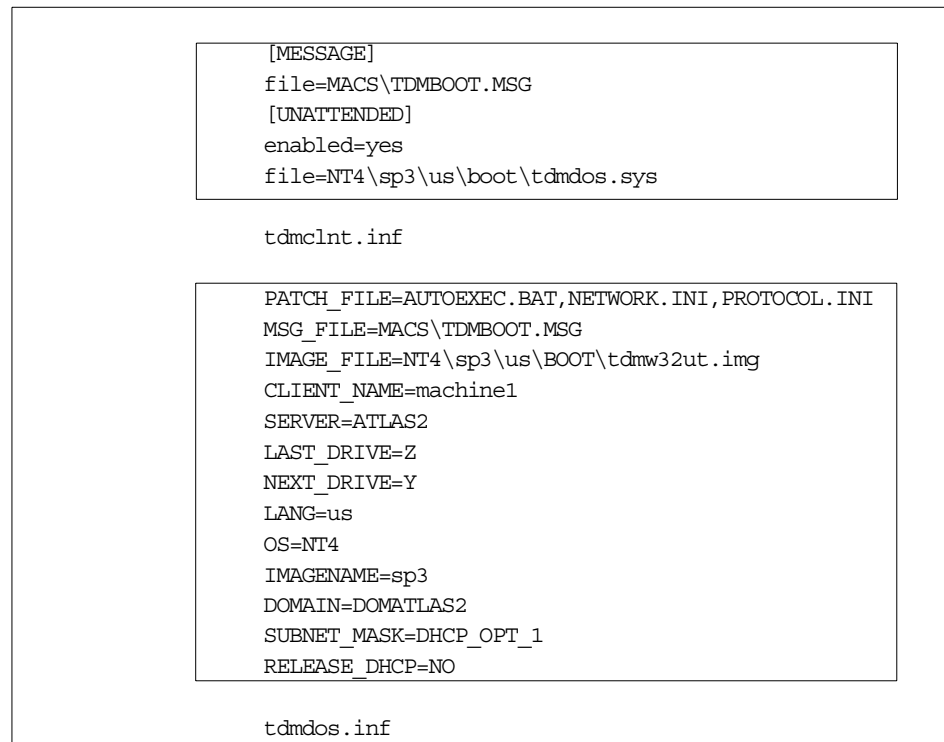 [MESSAGE]
file=MACS\TDMBOOT.MSG
[UNATTENDED]
enabled=yes
file=NT4\sp3\us\boot\tdmdos.sys
tdmclnt.inf
PATCH_FILE=AUTOEXEC.BAT,NETWORK.INI,PROTOCOL.INI
MSG_FILE=MACS\TDMBOOT.MSG
IMAGE_FILE=NT4\sp3\us\BOOT\tdmw32ut.img
CLIENT_NAME=machine1
SERVER=ATLAS2
LAST_DRIVE=Z
NEXT_DRIVE=Y
LANG=us
OS=NT4
IMAGENAME=sp3
DOMAIN=DOMATLAS2
SUBNET_MASK=DHCP_OPT_1
RELEASE_DHCP=NO
tdmdos.inf